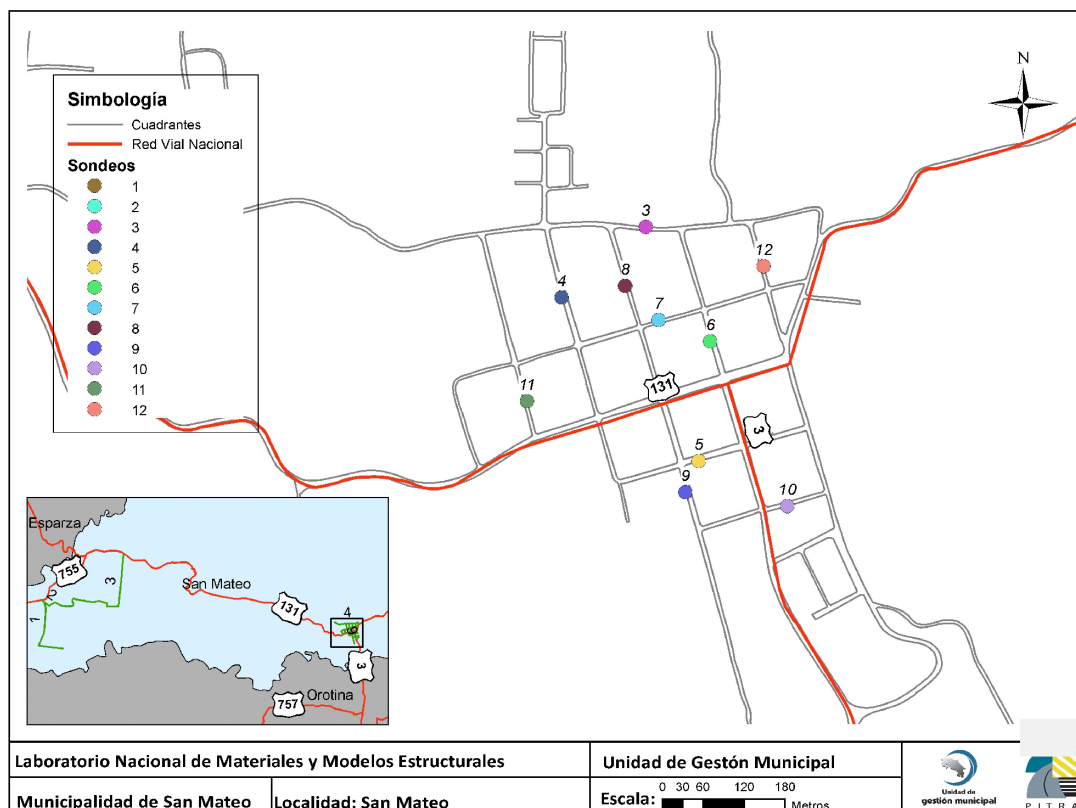 N
Simbología
Cuadrantes
Red Vial Nacional
Sondeos
1
2
3
4
5
6
7
8
9
10
11
12
3
12
8
4
7
6
131
11
3
5
9
10
Esparza
755
3
San Mateo
2
1
131
4
3
Orotina
757
Laboratorio Nacional de Materiales y Modelos Estructurales
Unidad de Gestión Municipal
Municipalidad de San Mateo
Localidad: San Mateo
Escala:
0 30 60 120 180
Metros
Unidad de
gestión municipal
PITRA